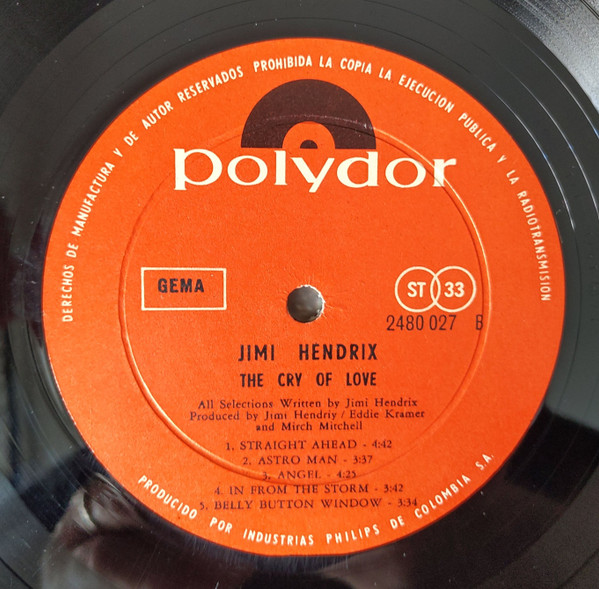 DERECHOS DE MANUFACTURA Y DE AUTOR RESERVADOS PROHIBIDA LA COPIA LA EJECUCION PUBLICA Y LA RADIOTRANSMISION
polydor
GEMA
ST 33
2480 027 B
JIMI HENDRIX
THE CRY OF LOVE
All Selections Written by Jimi Hendrix
Produced by Jimi Hendriy / Eddie Kramer
and Mirch Mitchell
1. STRAIGHT AHEAD - 4:42
2. ASTRO MAN - 3:37
3. ANGEL - 4:25
4. IN FROM THE STORM - 3:42
5. BELLY BUTTON WINDOW - 3:34
PRODUCIDO POR INDUSTRIAS PHILIPS DE COLOMBIA S.A.